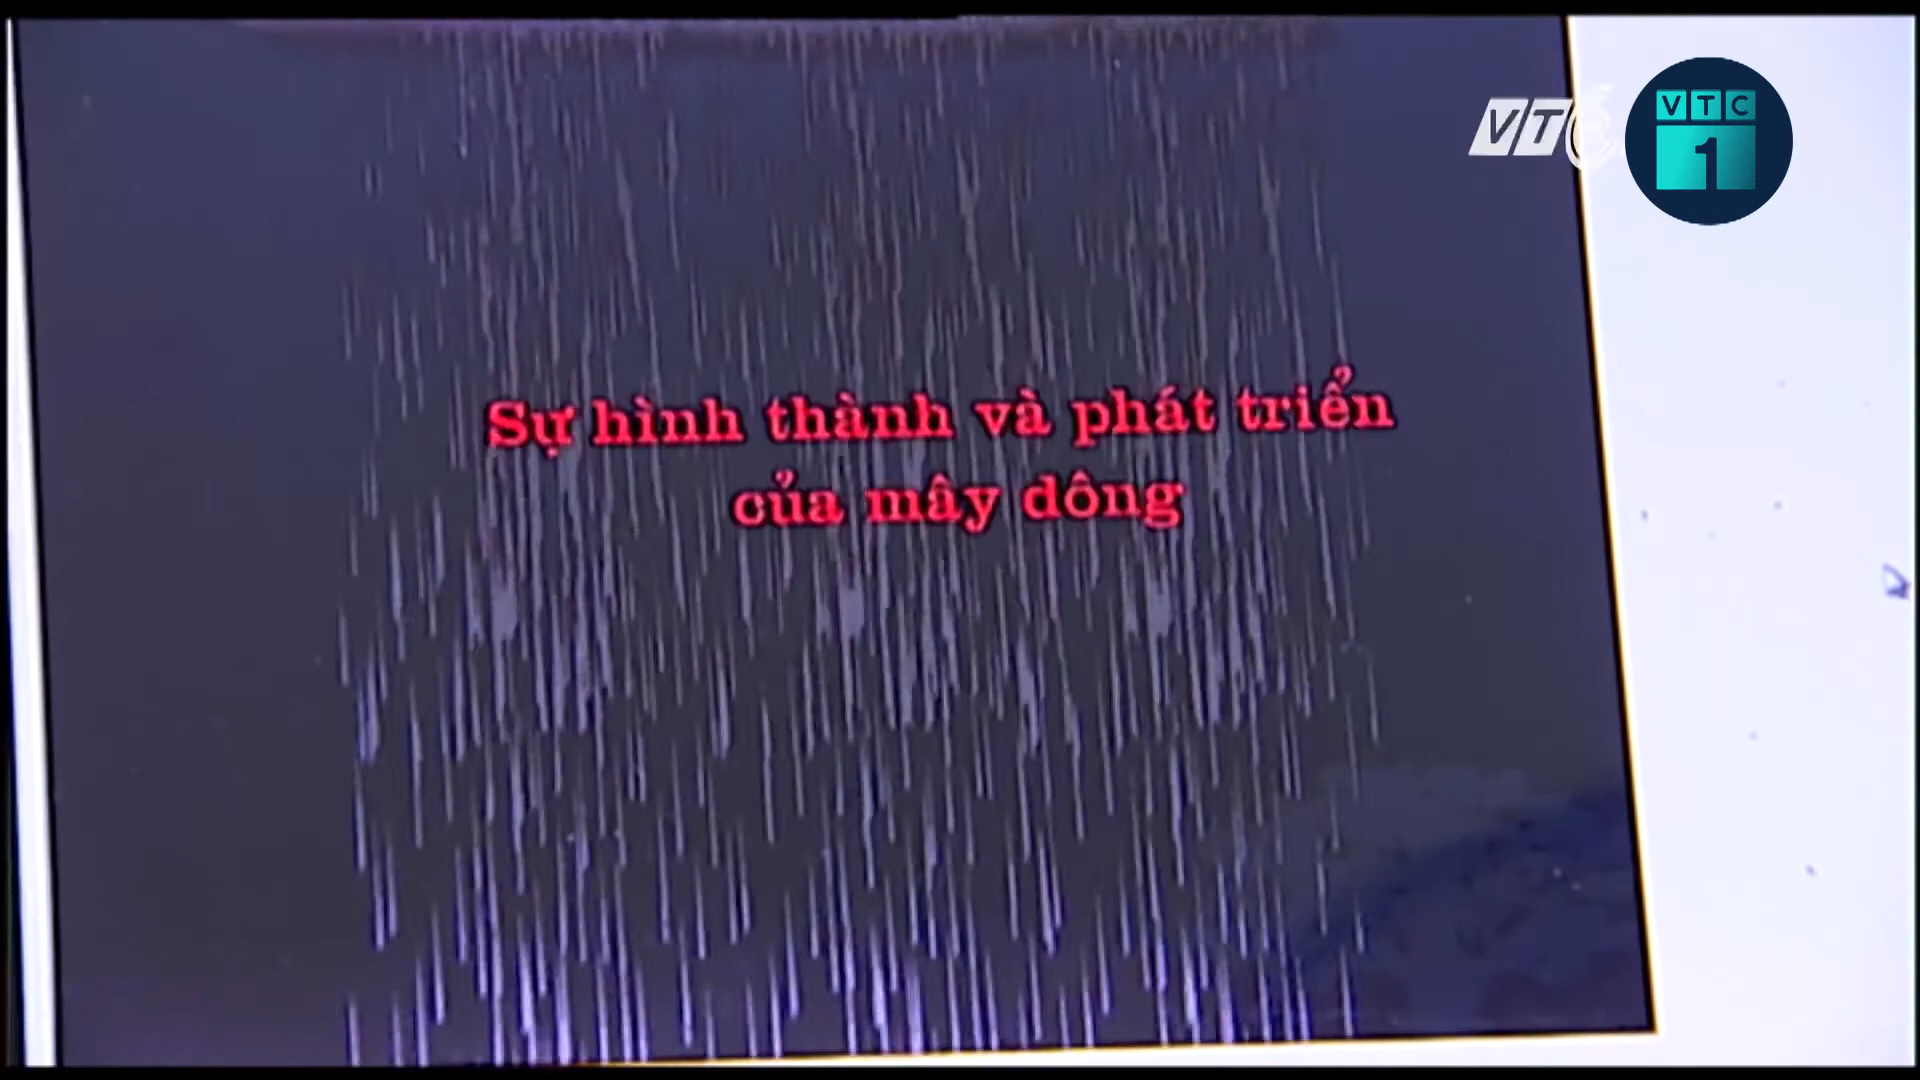 VTC
VTC
1
Sự hình thành và phát triển
của mây dông